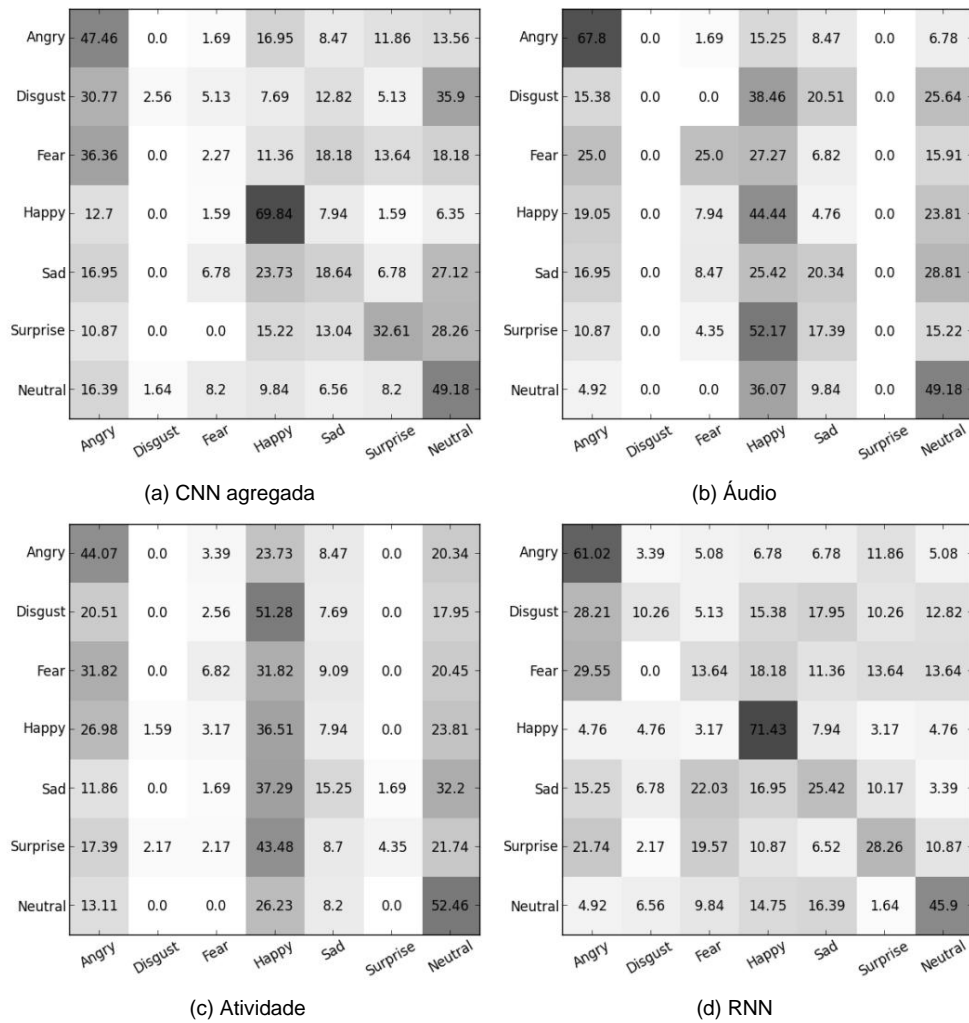 Angry 47.46 0.0 1.69 16.95 8.47 11.86 13.56
Disgust 30.77 2.56 5.13 7.69 12.82 5.13 35.9
Fear 36.36 0.0 2.27 11.36 18.18 13.64 18.18
Happy 12.7 0.0 1.59 69.84 7.94 1.59 6.35
Sad 16.95 0.0 6.78 23.73 18.64 6.78 27.12
Surprise 10.87 0.0 0.0 15.22 13.04 32.61 28.26
Neutral 16.39 1.64 8.2 9.84 6.56 8.2 49.18
Angry Disgust Fear Happy Sad Surprise Neutral
(a) CNN agregada
Angry 67.8 0.0 1.69 15.25 8.47 0.0 6.78
Disgust 15.38 0.0 0.0 38.46 20.51 0.0 25.64
Fear 25.0 0.0 25.0 27.27 6.82 0.0 15.91
Happy 19.05 0.0 7.94 44.44 4.76 0.0 23.81
Sad 16.95 0.0 8.47 25.42 20.34 0.0 28.81
Surprise 10.87 0.0 4.35 52.17 17.39 0.0 15.22
Neutral 4.92 0.0 0.0 36.07 9.84 0.0 49.18
Angry Disgust Fear Happy Sad Surprise Neutral
(b) Áudio
Angry 44.07 0.0 3.39 23.73 8.47 0.0 20.34
Disgust 20.51 0.0 2.56 51.28 7.69 0.0 17.95
Fear 31.82 0.0 6.82 31.82 9.09 0.0 20.45
Happy 26.98 1.59 3.17 36.51 7.94 0.0 23.81
Sad 11.86 0.0 1.69 37.29 15.25 1.69 32.2
Surprise 17.39 2.17 2.17 43.48 8.7 4.35 21.74
Neutral 13.11 0.0 0.0 26.23 8.2 0.0 52.46
Angry Disgust Fear Happy Sad Surprise Neutral
(c) Atividade
Angry 61.02 3.39 5.08 6.78 6.78 11.86 5.08
Disgust 28.21 10.26 5.13 15.38 17.95 10.26 12.82
Fear 29.55 0.0 13.64 18.18 11.36 13.64 13.64
Happy 4.76 4.76 3.17 71.43 7.94 3.17 4.76
Sad 15.25 6.78 22.03 16.95 25.42 10.17 3.39
Surprise 21.74 2.17 19.57 10.87 6.52 28.26 10.87
Neutral 4.92 6.56 9.84 14.75 16.39 1.64 45.9
Angry Disgust Fear Happy Sad Surprise Neutral
(d) RNN